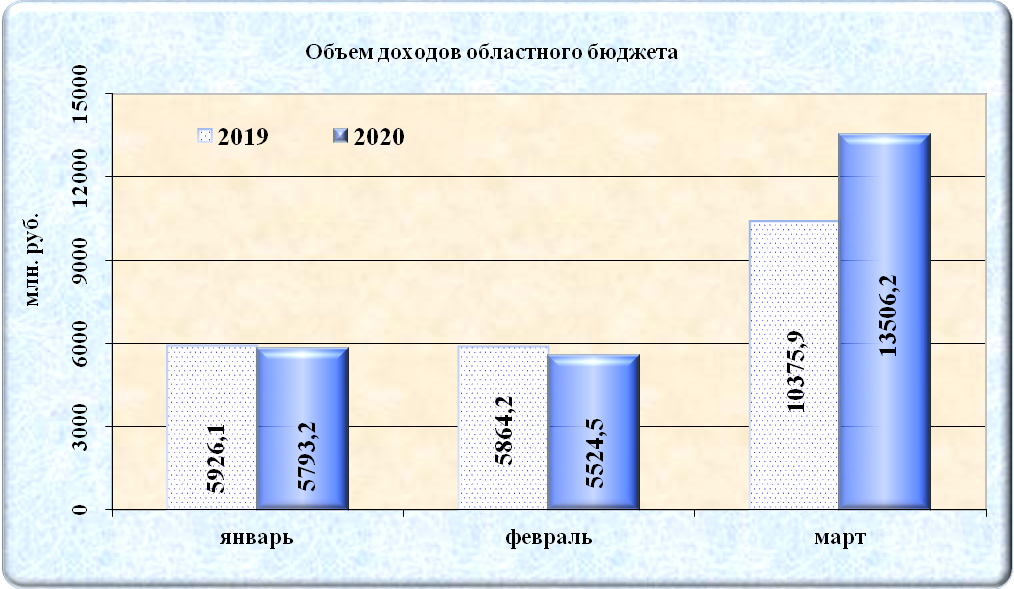 Объем доходов областного бюджета
млн. руб.
15000
12000
9000
6000
3000
0
2019
2020
5926,1
5793,2
5864,2
5524,5
10375,9
13506,2
январь
февраль
март